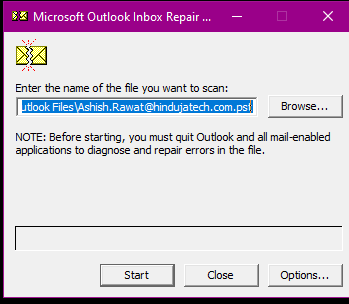 Microsoft Outlook Inbox Repair ...
Enter the name of the file you want to scan:
utlook Files\Ashish.Rawat@hindujatech.com.pst
Browse...
NOTE: Before starting, you must quit Outlook and all mail-enabled
applications to diagnose and repair errors in the file.
Start
Close
Options...